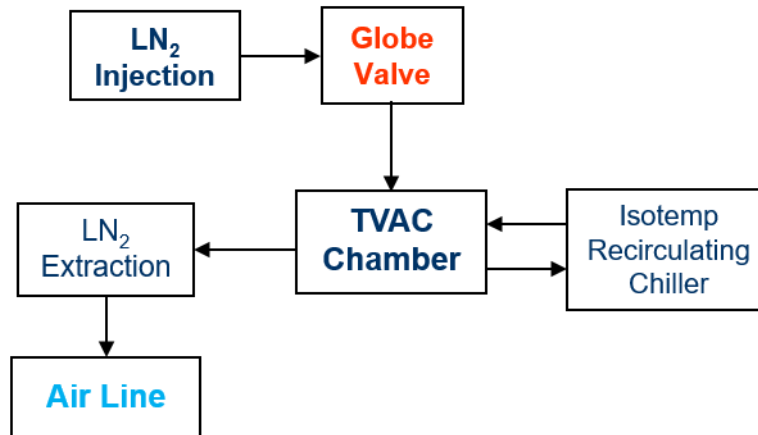 LN₂
Injection
Globe
Valve
TVAC
Chamber
Isotemp
Recirculating
Chiller
LN₂
Extraction
Air Line